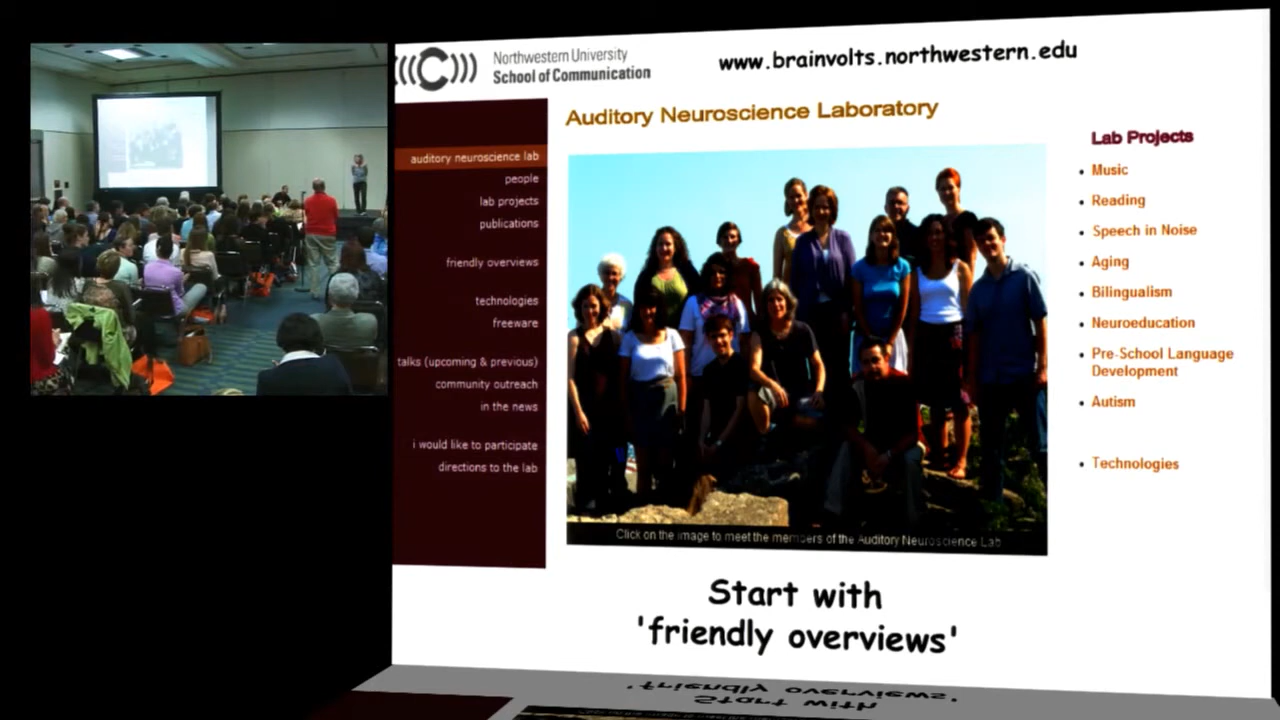 Northwestern University
School of Communication
www.brainvolts.northwestern.edu
Auditory Neuroscience Laboratory
auditory neuroscience lab
people
lab projects
publications
friendly overviews
technologies
freeware
talks (upcoming & previous)
community outreach
in the news
i would like to participate
directions to the lab
Click on the image to meet the members of the Auditory Neuroscience Lab
Lab Projects
Music
Reading
Speech in Noise
Aging
Bilingualism
Neuroeducation
Pre-School Language
Development
Autism
Technologies
Start with
'friendly overviews'